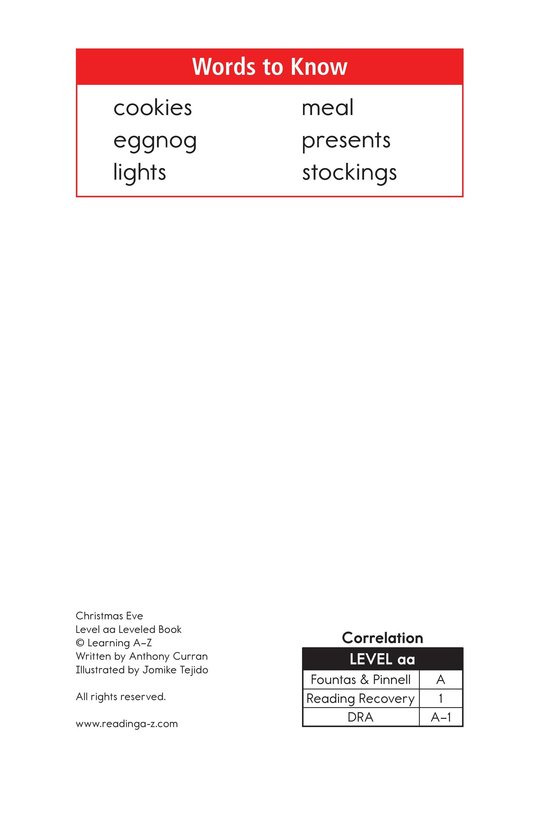 Words to Know
cookies meal
eggnog presents
lights stockings
Christmas Eve
Level aa Leveled Book
© Learning A–Z
Written by Anthony Curran
Illustrated by Jomike Tejido
All rights reserved.
www.readinga-z.com
Correlation
LEVEL aa
Fountas & Pinnell A
Reading Recovery 1
DRA A–1